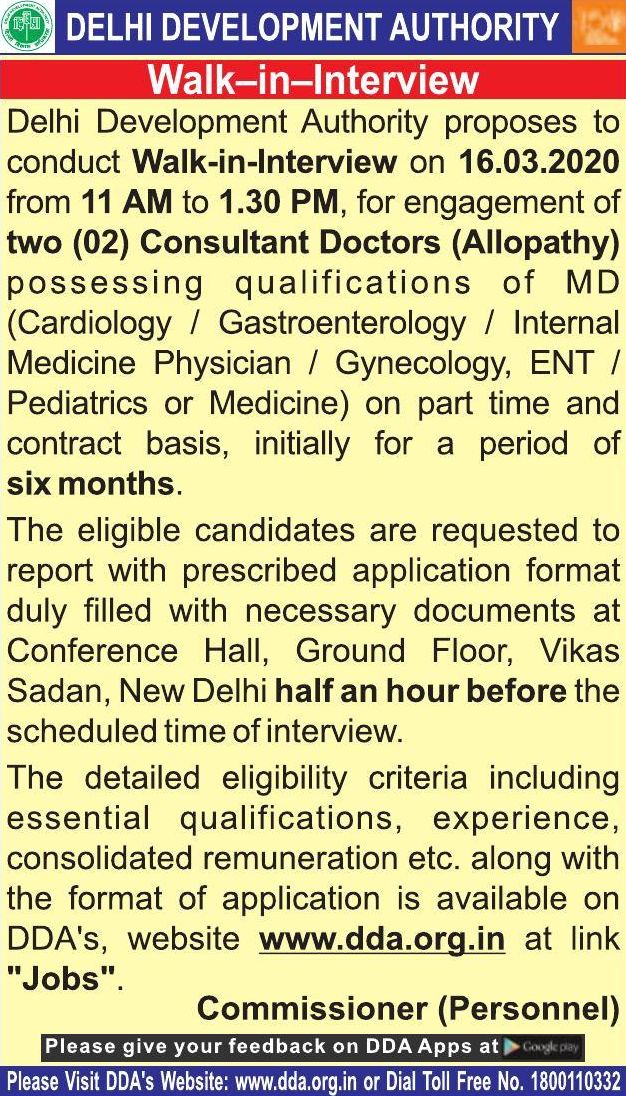 DELHI DEVELOPMENT AUTHORITY
Walk–in–Interview
Delhi Development Authority proposes to
conduct Walk-in-Interview on 16.03.2020
from 11 AM to 1.30 PM, for engagement of
two (02) Consultant Doctors (Allopathy)
possessing qualifications of MD
(Cardiology / Gastroenterology / Internal
Medicine Physician / Gynecology, ENT /
Pediatrics or Medicine) on part time and
contract basis, initially for a period of
six months.
The eligible candidates are requested to
report with prescribed application format
duly filled with necessary documents at
Conference Hall, Ground Floor, Vikas
Sadan, New Delhi half an hour before the
scheduled time of interview.
The detailed eligibility criteria including
essential qualifications, experience,
consolidated remuneration etc. along with
the format of application is available on
DDA's, website www.dda.org.in at link
"Jobs".
Commissioner (Personnel)
Please give your feedback on DDA Apps at Google play
Please Visit DDA's Website: www.dda.org.in or Dial Toll Free No. 1800110332